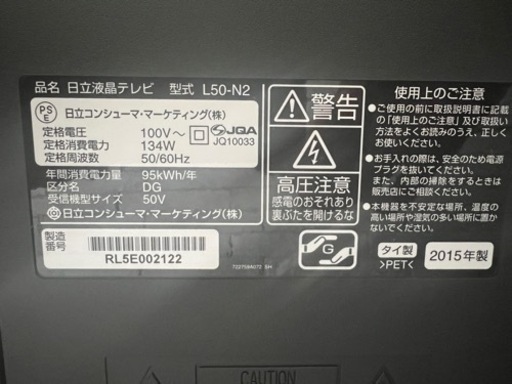 品名 日立液晶テレビ 型式 L50-N2
PS
E
日立コンシューマ・マーケティング(株)
定格電圧 100V～
JQA
JQ10033
定格消費電力 134W
定格周波数 50/60Hz
年間消費電力量 95kWh/年
区分名 DG
受信機型サイズ 50V
日立コンシューマ・マーケティング(株)
製造
番号
RL5E002122
警告
高圧注意
感電のおそれあり
裏ぶたを開けるな
G
使用上のご注意
●ご使用の前に取扱説明書に記載
の「使用上のご注意」及び取扱い
方法をよくお読みのうえ、正しく
お使いください。
●お手入れの際は、安全のため電源
プラグを抜いてください。
また、内部の掃除をするときは
販売店にご相談ください。
●本機器を不安定な場所、温度の
高い場所や湿気の多い場所に置
かないでください。
タイ製
>PET<
2015年製
CAUTION